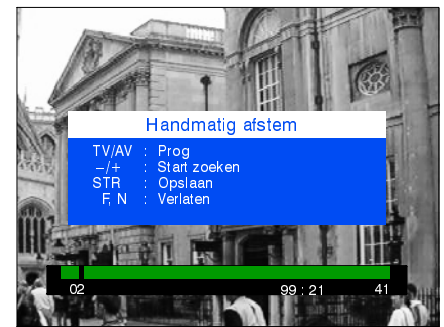 Handmatig afstem
TV/AV : Prog
–/+ : Start zoeken
STR : Opslaan
F, N : Verlaten
02 99 : 21 41